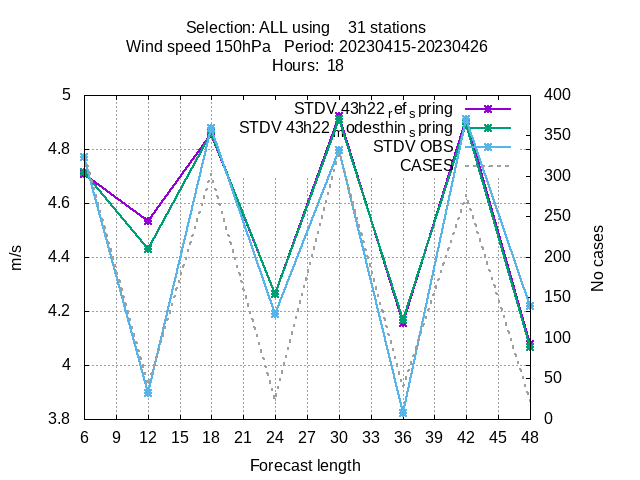 Selection: ALL using 31 stations
Wind speed 150hPa Period: 20230415-20230426
Hours: 18
STDV 43h22 ref spring
STDV 43h22 modesthin spring
STDV OBS
CASES
5
4.8
4.6
4.4
4.2
4
3.8
m/s
400
350
300
250
200
150
100
50
0
No cases
6 9 12 15 18 21 24 27 30 33 36 39 42 45 48
Forecast length